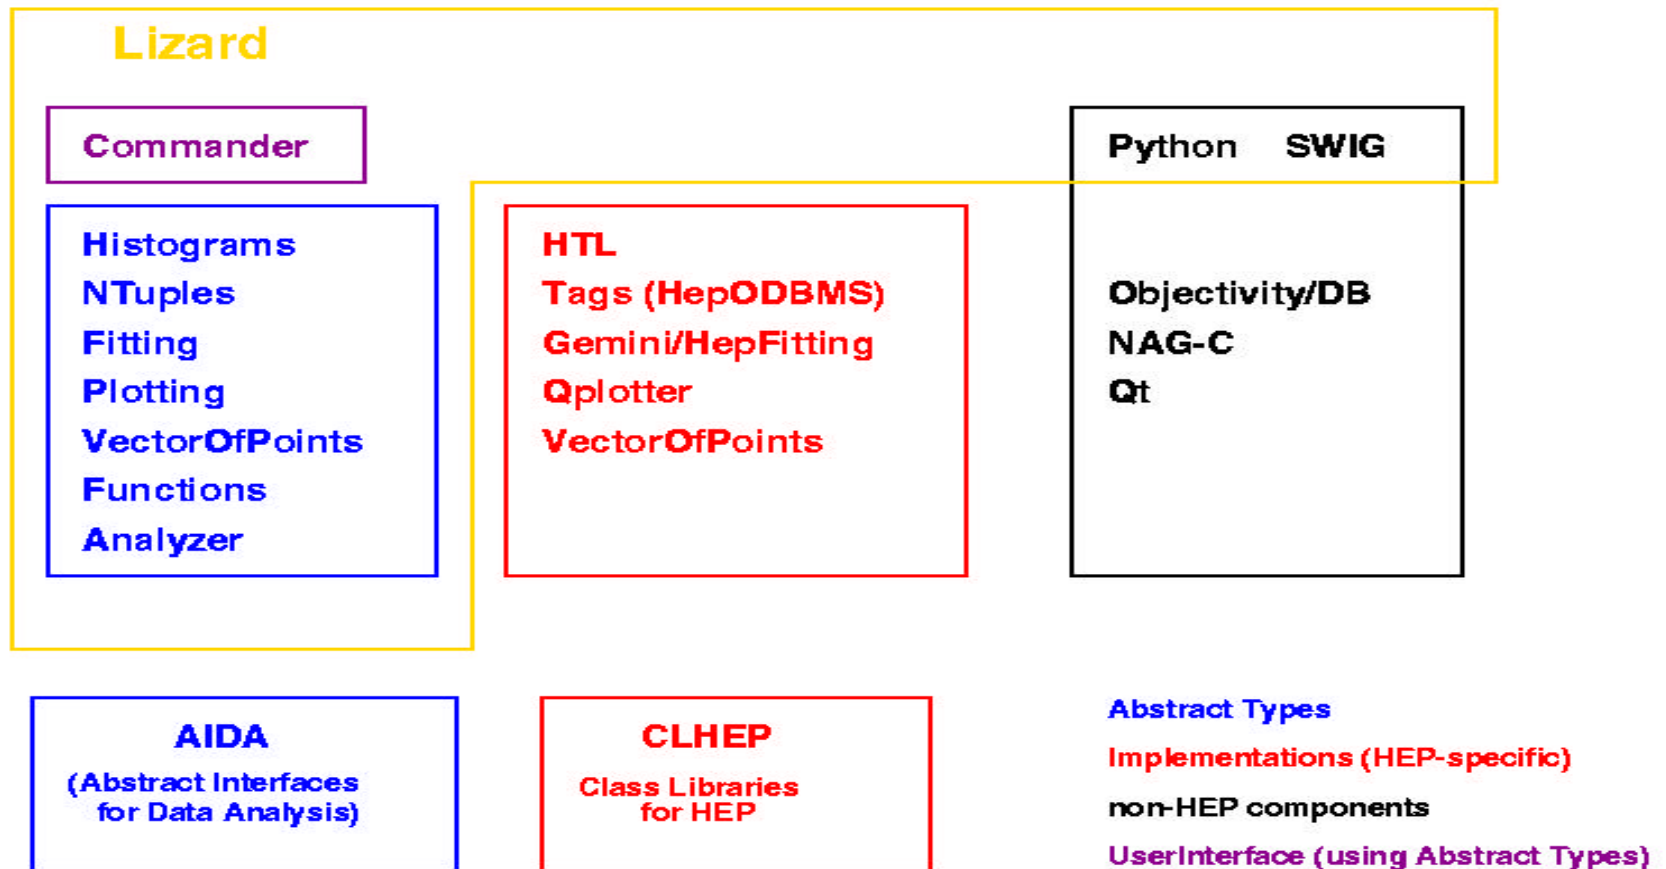 Lizard
Commander
Python SWIG
Histograms
NTuples
Fitting
Plotting
VectorOfPoints
Functions
Analyzer
HTL
Tags (HepODBMS)
Gemini/HepFitting
Qplotter
VectorOfPoints
Objectivity/DB
NAG-C
Qt
AIDA
(Abstract Interfaces
for Data Analysis)
CLHEP
Class Libraries
for HEP
Abstract Types
Implementations (HEP-specific)
non-HEP components
UserInterface (using Abstract Types)